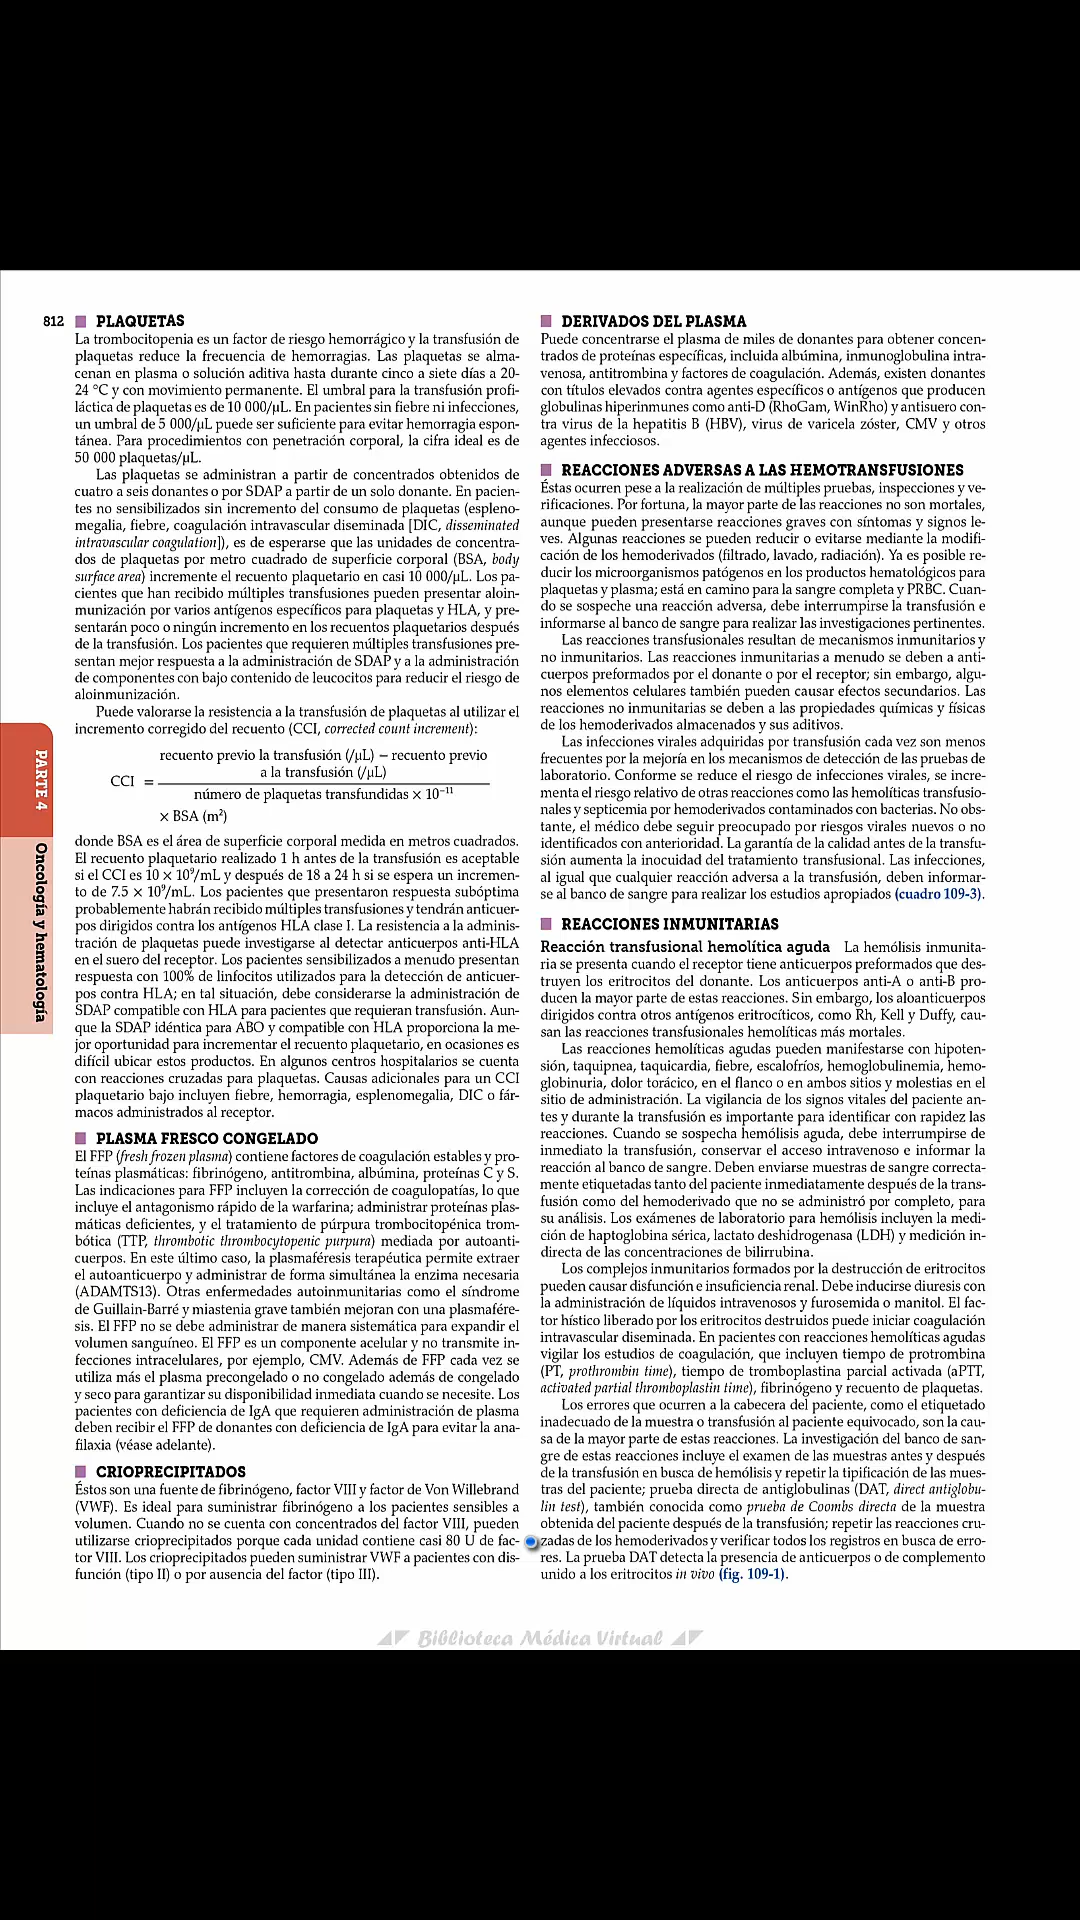 812
PLAQUETAS
La trombocitopenia es un factor de riesgo hemorrágico y la transfusión de
plaquetas reduce la frecuencia de hemorragias. Las plaquetas se alma-
cenan en plasma o solución aditiva hasta durante cinco a siete días a 20-
24 °C y con movimiento permanente. El umbral para la transfusión profi-
láctica de plaquetas es de 10 000/μL. En pacientes sin fiebre ni infecciones,
un umbral de 5 000/μL puede ser suficiente para evitar hemorragia espon-
tánea. Para procedimientos con penetración corporal, la cifra ideal es de
50 000 plaquetas/μL.
Las plaquetas se administran a partir de concentrados obtenidos de
cuatro a seis donantes o por SDAP a partir de un solo donante. En pacien-
tes no sensibilizados sin incremento del consumo de plaquetas (espleno-
megalia, fiebre, coagulación intravascular diseminada [DIC, disseminated
intravascular coagulation]), es de esperarse que las unidades de concentra-
dos de plaquetas por metro cuadrado de superficie corporal (BSA, body
surface area) incremente el recuento plaquetario en casi 10 000/μL. Los pa-
cientes que han recibido múltiples transfusiones pueden presentar aloin-
munización por varios antígenos específicos para plaquetas y HLA, y pre-
sentarán poco o ningún incremento en los recuentos plaquetarios después
de la transfusión. Los pacientes que requieren múltiples transfusiones pre-
sentan mejor respuesta a la administración de SDAP y a la administración
de componentes con bajo contenido de leucocitos para reducir el riesgo de
aloinmunización.
Puede valorarse la resistencia a la transfusión de plaquetas al utilizar el
incremento corregido del recuento (CCI, corrected count increment):
recuento previo la transfusión (/μL) − recuento previo
a la transfusión (/μL)
CCI =
número de plaquetas transfundidas × 10⁻¹¹
× BSA (m²)
donde BSA es el área de superficie corporal medida en metros cuadrados.
El recuento plaquetario realizado 1 h antes de la transfusión es aceptable
si el CCI es 10 × 10⁹/mL y después de 18 a 24 h si se espera un incremen-
to de 7.5 × 10⁹/mL. Los pacientes que presentaron respuesta subóptima
probablemente habrán recibido múltiples transfusiones y tendrán anticuer-
pos dirigidos contra los antígenos HLA clase I. La resistencia a la adminis-
tración de plaquetas puede investigarse al detectar anticuerpos anti-HLA
en el suero del receptor. Los pacientes sensibilizados a menudo presentan
respuesta con 100% de linfocitos utilizados para la detección de anticuer-
pos contra HLA; en tal situación, debe considerarse la administración de
SDAP compatible con HLA para pacientes que requieran transfusión. Aun-
que la SDAP idéntica para ABO y compatible con HLA proporciona la me-
jor oportunidad para incrementar el recuento plaquetario, en ocasiones es
difícil ubicar estos productos. En algunos centros hospitalarios se cuenta
con reacciones cruzadas para plaquetas. Causas adicionales para un CCI
plaquetario bajo incluyen fiebre, hemorragia, esplenomegalia, DIC o fár-
macos administrados al receptor.
PLASMA FRESCO CONGELADO
El FFP (fresh frozen plasma) contiene factores de coagulación estables y pro-
teínas plasmáticas: fibrinógeno, antitrombina, albúmina, proteínas C y S.
Las indicaciones para FFP incluyen la corrección de coagulopatías, lo que
incluye el antagonismo rápido de la warfarina; administrar proteínas plas-
máticas deficientes, y el tratamiento de púrpura trombocitopénica trom-
bótica (TTP, thrombotic thrombocytopenic purpura) mediada por autoanti-
cuerpos. En este último caso, la plasmaféresis terapéutica permite extraer
el autoanticuerpo y administrar de forma simultánea la enzima necesaria
(ADAMTS13). Otras enfermedades autoinmunitarias como el síndrome
de Guillain-Barré y miastenia grave también mejoran con una plasmafére-
sis. El FFP no se debe administrar de manera sistemática para expandir el
volumen sanguíneo. El FFP es un componente acelular y no transmite in-
fecciones intracelulares, por ejemplo, CMV. Además de FFP cada vez se
utiliza más el plasma precongelado o no congelado además de congelado
y seco para garantizar su disponibilidad inmediata cuando se necesite. Los
pacientes con deficiencia de IgA que requieren administración de plasma
deben recibir el FFP de donantes con deficiencia de IgA para evitar la ana-
filaxia (véase adelante).
CRIOPRECIPITADOS
Éstos son una fuente de fibrinógeno, factor VIII y factor de Von Willebrand
(VWF). Es ideal para suministrar fibrinógeno a los pacientes sensibles a
volumen. Cuando no se cuenta con concentrados del factor VIII, pueden
utilizarse crioprecipitados porque cada unidad contiene casi 80 U de fac-
tor VIII. Los crioprecipitados pueden suministrar VWF a pacientes con dis-
función (tipo II) o por ausencia del factor (tipo III).
DERIVADOS DEL PLASMA
Puede concentrarse el plasma de miles de donantes para obtener concen-
trados de proteínas específicas, incluida albúmina, inmunoglobulina intra-
venosa, antitrombina y factores de coagulación. Además, existen donantes
con títulos elevados contra agentes específicos o antígenos que producen
globulinas hiperinmunes como anti-D (RhoGam, WinRho) y antisuero con-
tra virus de la hepatitis B (HBV), virus de varicela zóster, CMV y otros
agentes infecciosos.
REACCIONES ADVERSAS A LAS HEMOTRANSFUSIONES
Éstas ocurren pese a la realización de múltiples pruebas, inspecciones y ve-
rificaciones. Por fortuna, la mayor parte de las reacciones no son mortales,
aunque pueden presentarse reacciones graves con síntomas y signos le-
ves. Algunas reacciones se pueden reducir o evitarse mediante la modifi-
cación de los hemoderivados (filtrado, lavado, radiación). Ya es posible re-
ducir los microorganismos patógenos en los productos hematológicos para
plaquetas y plasma; está en camino para la sangre completa y PRBC. Cuan-
do se sospeche una reacción adversa, debe interrumpirse la transfusión e
informarse al banco de sangre para realizar las investigaciones pertinentes.
Las reacciones transfusionales resultan de mecanismos inmunitarios y
no inmunitarios. Las reacciones inmunitarias a menudo se deben a anti-
cuerpos preformados por el donante o por el receptor; sin embargo, algu-
nos elementos celulares también pueden causar efectos secundarios. Las
reacciones no inmunitarias se deben a las propiedades químicas y físicas
de los hemoderivados almacenados y sus aditivos.
Las infecciones virales adquiridas por transfusión cada vez son menos
frecuentes por la mejoría en los mecanismos de detección de las pruebas de
laboratorio. Conforme se reduce el riesgo de infecciones virales, se incre-
menta el riesgo relativo de otras reacciones como las hemolíticas transfusio-
nales y septicemia por hemoderivados contaminados con bacterias. No obs-
tante, el médico debe seguir preocupado por riesgos virales nuevos o no
identificados con anterioridad. La garantía de la calidad antes de la transfu-
sión aumenta la inocuidad del tratamiento transfusional. Las infecciones,
al igual que cualquier reacción adversa a la transfusión, deben informar-
se al banco de sangre para realizar los estudios apropiados (cuadro 109-3).
REACCIONES INMUNITARIAS
Reacción transfusional hemolítica aguda La hemólisis inmunita-
ria se presenta cuando el receptor tiene anticuerpos preformados que des-
truyen los eritrocitos del donante. Los anticuerpos anti-A o anti-B pro-
ducen la mayor parte de estas reacciones. Sin embargo, los aloanticuerpos
dirigidos contra otros antígenos eritrocíticos, como Rh, Kell y Duffy, cau-
san las reacciones transfusionales hemolíticas más mortales.
Las reacciones hemolíticas agudas pueden manifestarse con hipoten-
sión, taquipnea, taquicardia, fiebre, escalofríos, hemoglobulinemia, hemo-
globinuria, dolor torácico, en el flanco o en ambos sitios y molestias en el
sitio de administración. La vigilancia de los signos vitales del paciente an-
tes y durante la transfusión es importante para identificar con rapidez las
reacciones. Cuando se sospecha hemólisis aguda, debe interrumpirse de
inmediato la transfusión, conservar el acceso intravenoso e informar la
reacción al banco de sangre. Deben enviarse muestras de sangre correcta-
mente etiquetadas tanto del paciente inmediatamente después de la trans-
fusión como del hemoderivado que no se administró por completo, para
su análisis. Los exámenes de laboratorio para hemólisis incluyen la medi-
ción de haptoglobina sérica, lactato deshidrogenasa (LDH) y medición in-
directa de las concentraciones de bilirrubina.
Los complejos inmunitarios formados por la destrucción de eritrocitos
pueden causar disfunción e insuficiencia renal. Debe inducirse diuresis con
la administración de líquidos intravenosos y furosemida o manitol. El fac-
tor hístico liberado por los eritrocitos destruidos puede iniciar coagulación
intravascular diseminada. En pacientes con reacciones hemolíticas agudas
vigilar los estudios de coagulación, que incluyen tiempo de protrombina
(PT, prothrombin time), tiempo de tromboplastina parcial activada (aPTT,
activated partial thromboplastin time), fibrinógeno y recuento de plaquetas.
Los errores que ocurren a la cabecera del paciente, como el etiquetado
inadecuado de la muestra o transfusión al paciente equivocado, son la cau-
sa de la mayor parte de estas reacciones. La investigación del banco de san-
gre de estas reacciones incluye el examen de las muestras antes y después
de la transfusión en busca de hemólisis y repetir la tipificación de las mues-
tras del paciente; prueba directa de antiglobulinas (DAT, direct antiglobu-
lin test), también conocida como prueba de Coombs directa de la muestra
obtenida del paciente después de la transfusión; repetir las reacciones cru-
zadas de los hemoderivados y verificar todos los registros en busca de erro-
res. La prueba DAT detecta la presencia de anticuerpos o de complemento
unido a los eritrocitos in vivo (fig. 109-1).
PARTE 4
Oncología y hematología
Biblioteca Médica Virtual